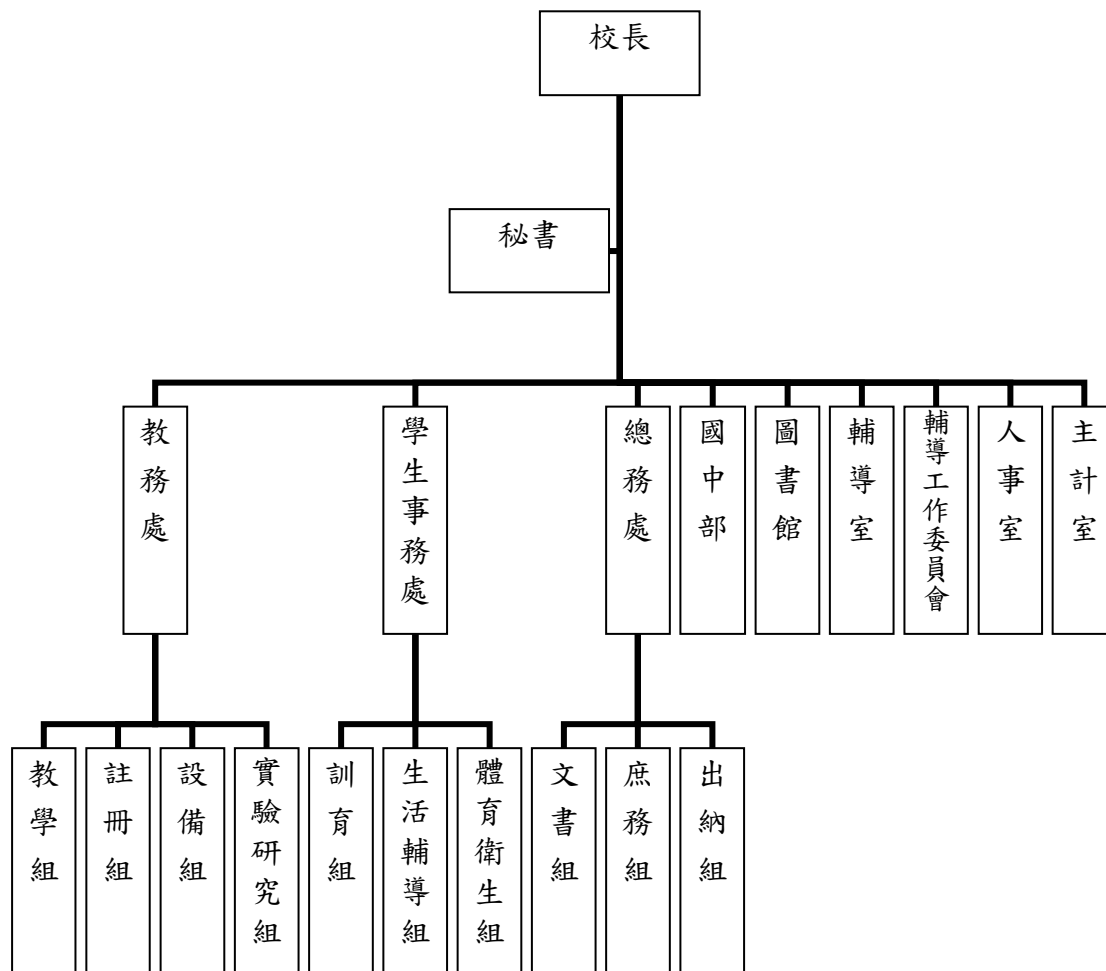 校長
秘書
教務處
學生事務處
總務處
國中部
圖書館
輔導室
輔導工作委員會
人事室
主計室
教學組
註冊組
設備組
實驗研究組
訓育組
生活輔導組
體育衛生組
文書組
庶務組
出納組